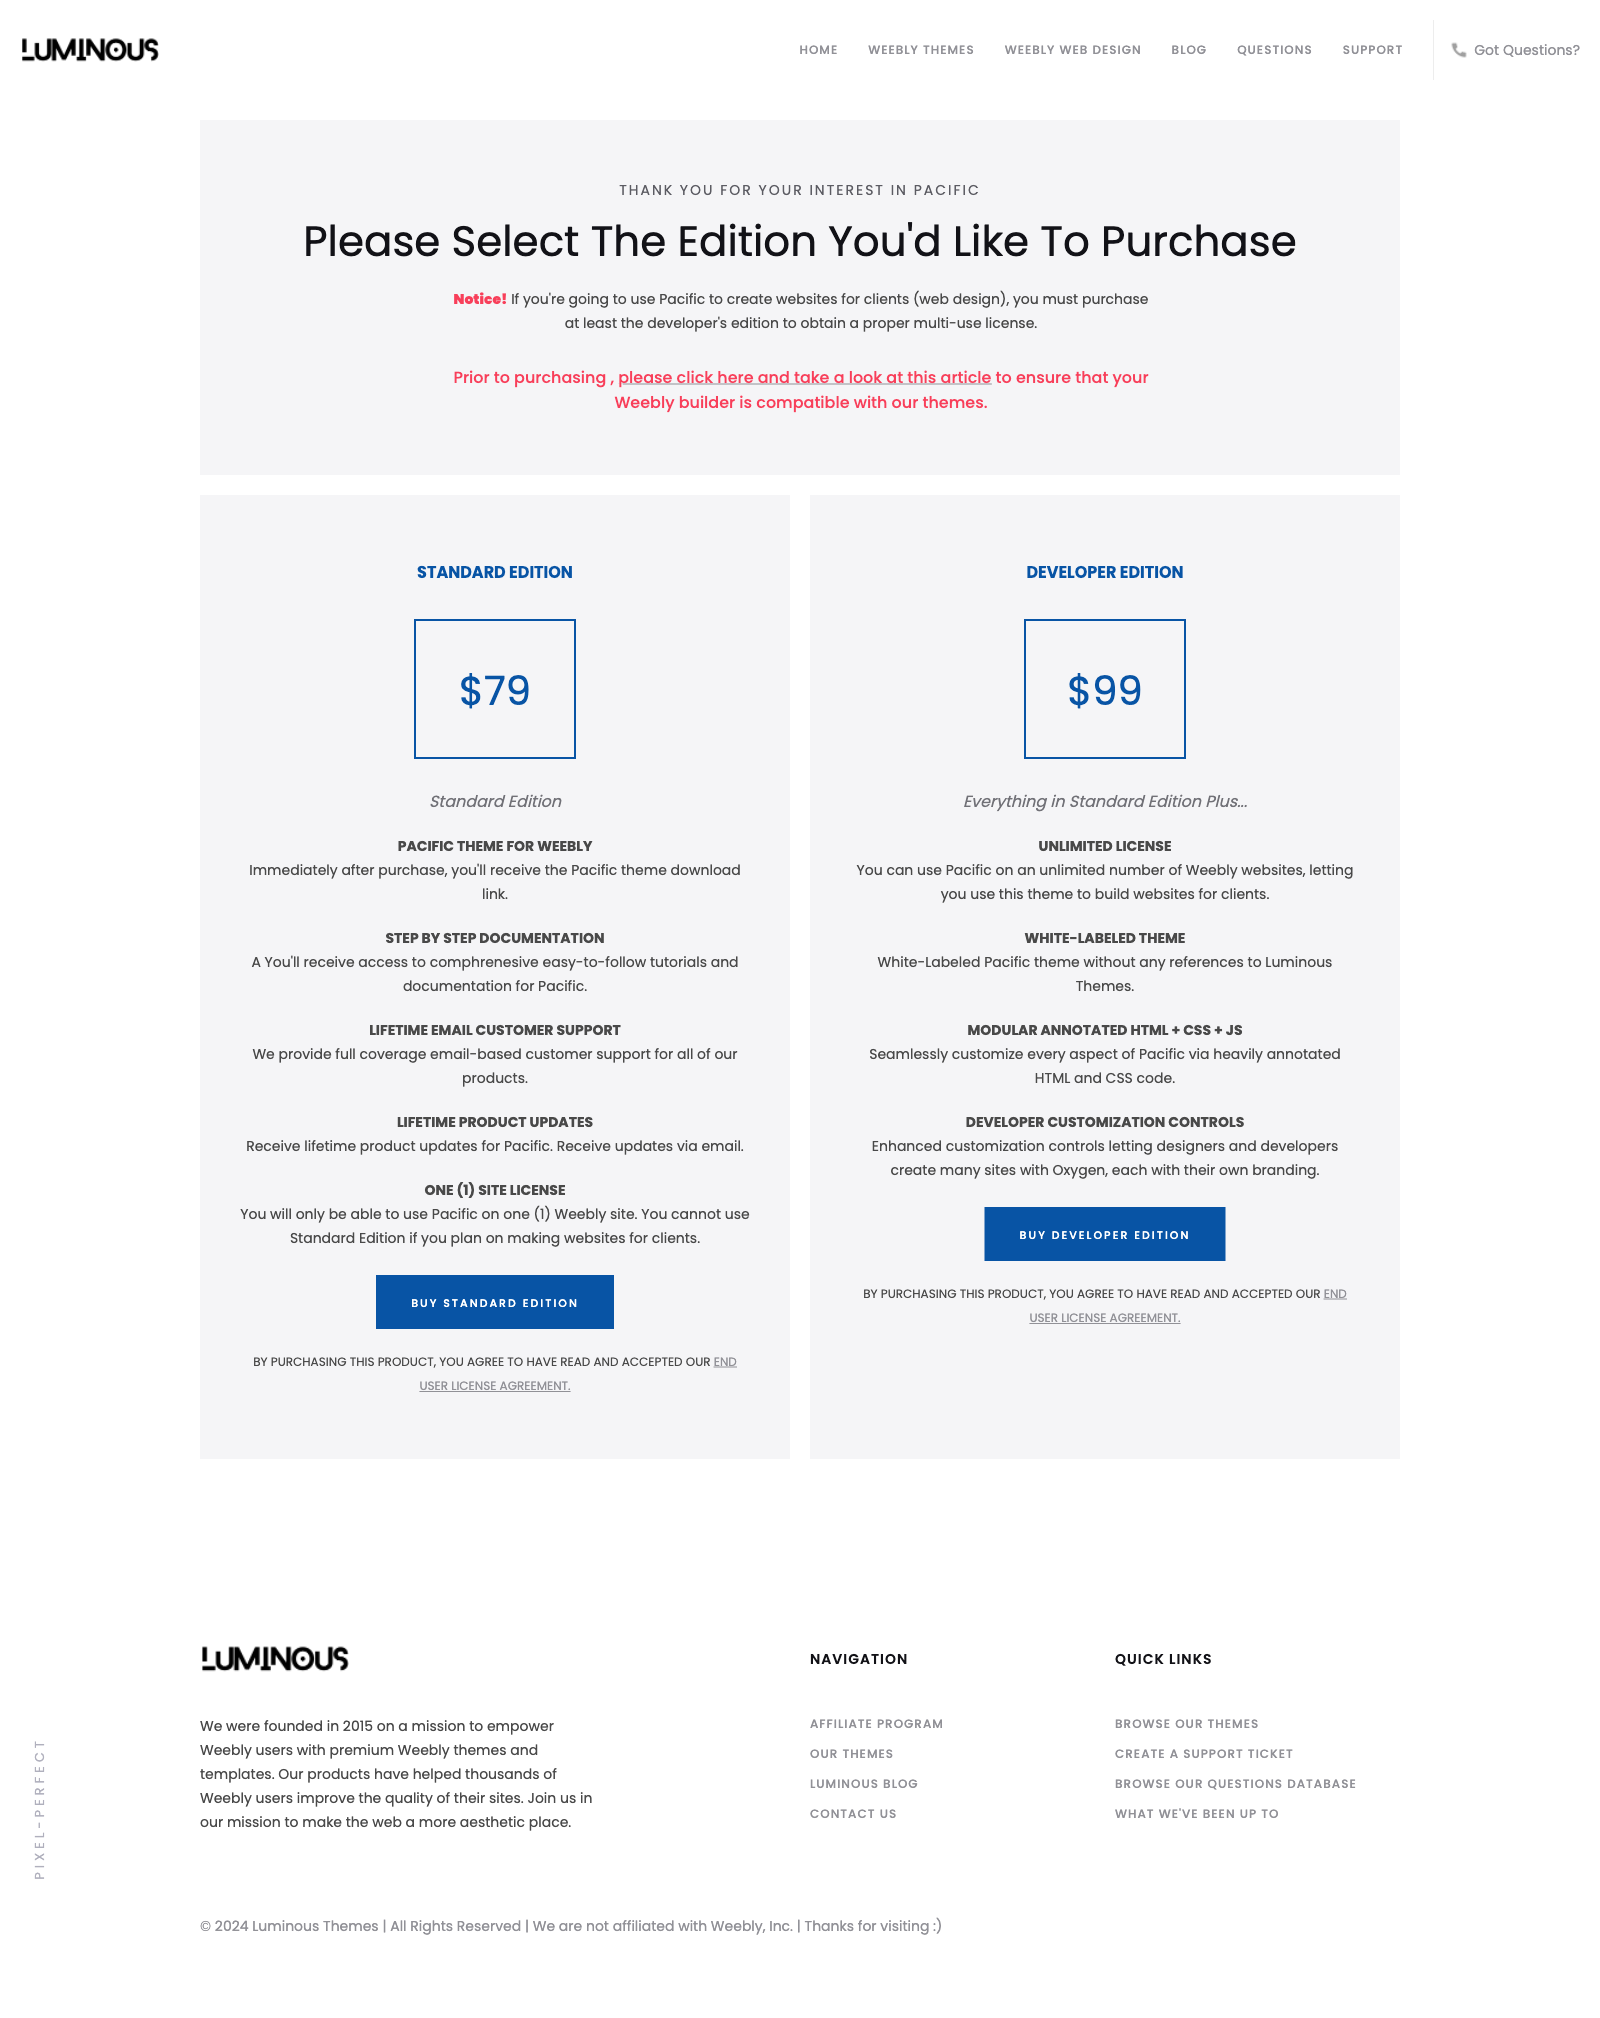 LUMINOUS
HOME WEEBLY THEMES WEEBLY WEB DESIGN BLOG QUESTIONS SUPPORT Got Questions?
THANK YOU FOR YOUR INTEREST IN PACIFIC
Please Select The Edition You'd Like To Purchase
Notice! If you're going to use Pacific to create websites for clients (web design), you must purchase
at least the developer's edition to obtain a proper multi-use license.
Prior to purchasing , please click here and take a look at this article to ensure that your
Weebly builder is compatible with our themes.
STANDARD EDITION
$79
Standard Edition
PACIFIC THEME FOR WEEBLY
Immediately after purchase, you'll receive the Pacific theme download
link.
STEP BY STEP DOCUMENTATION
A You'll receive access to comphrenesive easy-to-follow tutorials and
documentation for Pacific.
LIFETIME EMAIL CUSTOMER SUPPORT
We provide full coverage email-based customer support for all of our
products.
LIFETIME PRODUCT UPDATES
Receive lifetime product updates for Pacific. Receive updates via email.
ONE (1) SITE LICENSE
You will only be able to use Pacific on one (1) Weebly site. You cannot use
Standard Edition if you plan on making websites for clients.
BUY STANDARD EDITION
BY PURCHASING THIS PRODUCT, YOU AGREE TO HAVE READ AND ACCEPTED OUR END
USER LICENSE AGREEMENT.
DEVELOPER EDITION
$99
Everything in Standard Edition Plus...
UNLIMITED LICENSE
You can use Pacific on an unlimited number of Weebly websites, letting
you use this theme to build websites for clients.
WHITE-LABELED THEME
White-Labeled Pacific theme without any references to Luminous
Themes.
MODULAR ANNOTATED HTML + CSS + JS
Seamlessly customize every aspect of Pacific via heavily annotated
HTML and CSS code.
DEVELOPER CUSTOMIZATION CONTROLS
Enhanced customization controls letting designers and developers
create many sites with Oxygen, each with their own branding.
BUY DEVELOPER EDITION
BY PURCHASING THIS PRODUCT, YOU AGREE TO HAVE READ AND ACCEPTED OUR END
USER LICENSE AGREEMENT.
PIXEL-PERFECT
LUMINOUS
We were founded in 2015 on a mission to empower
Weebly users with premium Weebly themes and
templates. Our products have helped thousands of
Weebly users improve the quality of their sites. Join us in
our mission to make the web a more aesthetic place.
NAVIGATION
AFFILIATE PROGRAM
OUR THEMES
LUMINOUS BLOG
CONTACT US
QUICK LINKS
BROWSE OUR THEMES
CREATE A SUPPORT TICKET
BROWSE OUR QUESTIONS DATABASE
WHAT WE'VE BEEN UP TO
© 2024 Luminous Themes | All Rights Reserved | We are not affiliated with Weebly, Inc. | Thanks for visiting :)